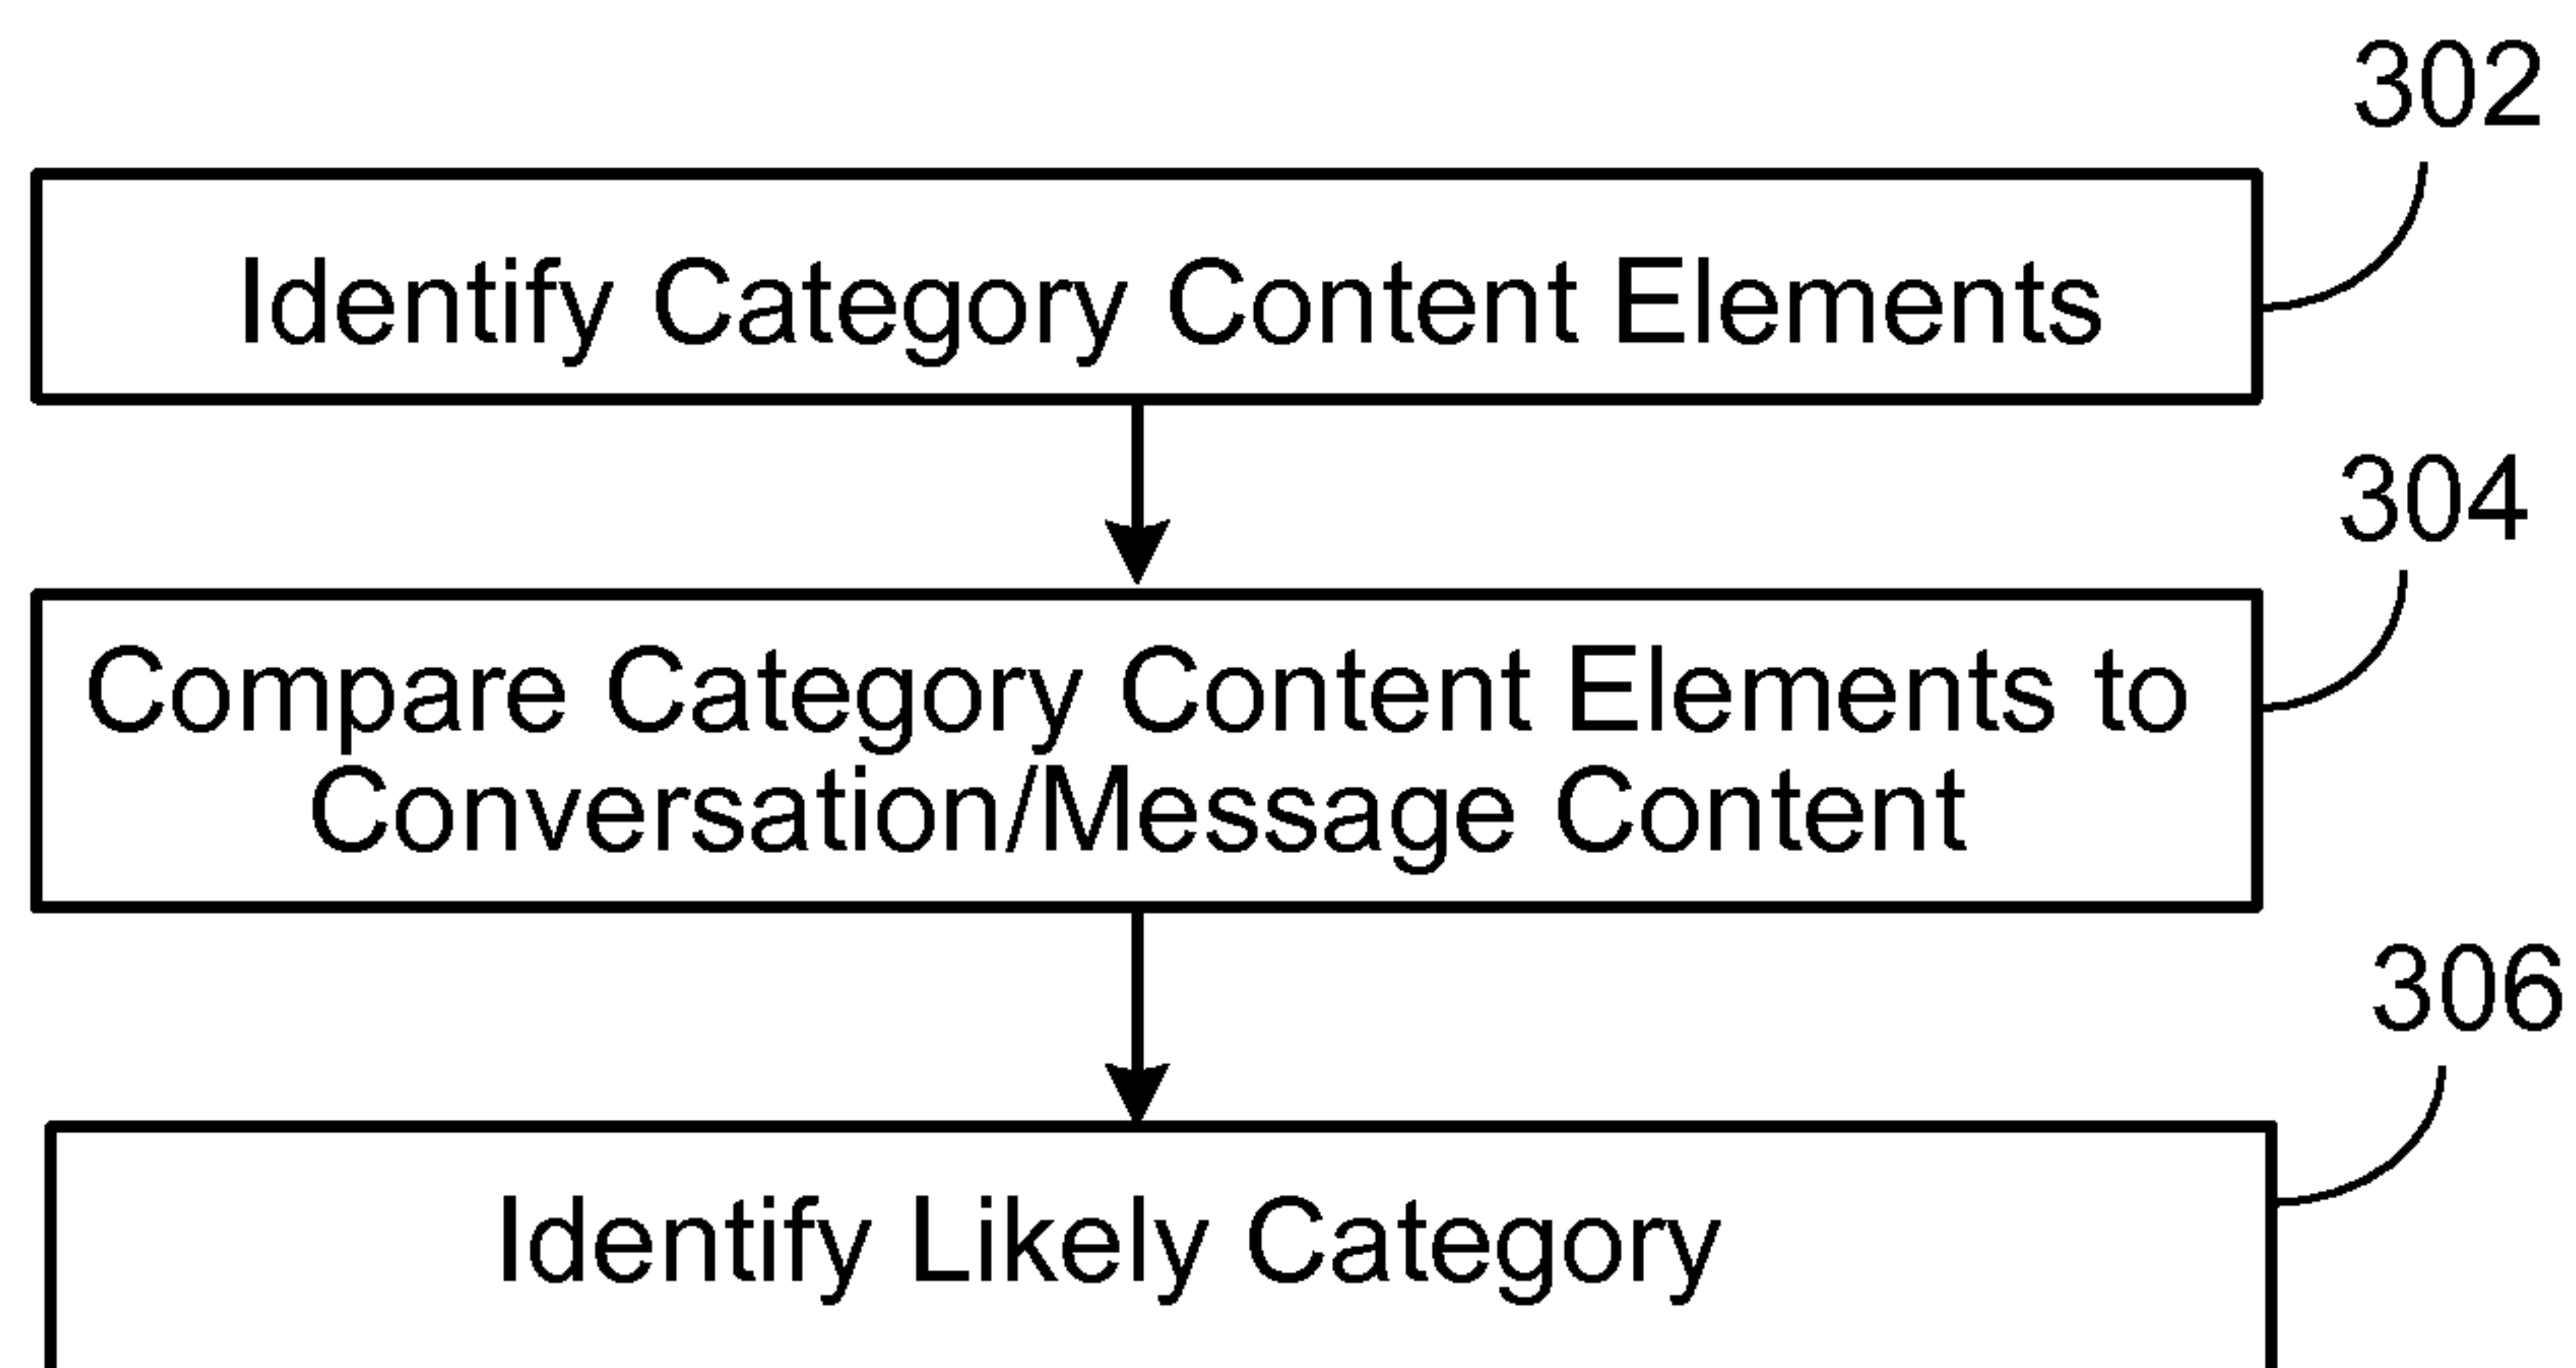 302
Identify Category Content Elements
304
Compare Category Content Elements to
Conversation/Message Content
306
Identify Likely Category